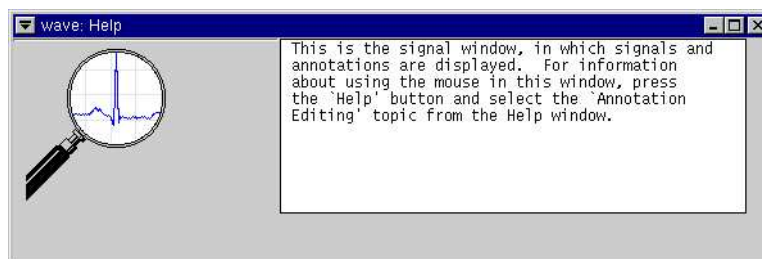 wave: Help
This is the signal window, in which signals and
annotations are displayed.  For information
about using the mouse in this window, press
the `Help' button and select the `Annotation
Editing' topic from the Help window.